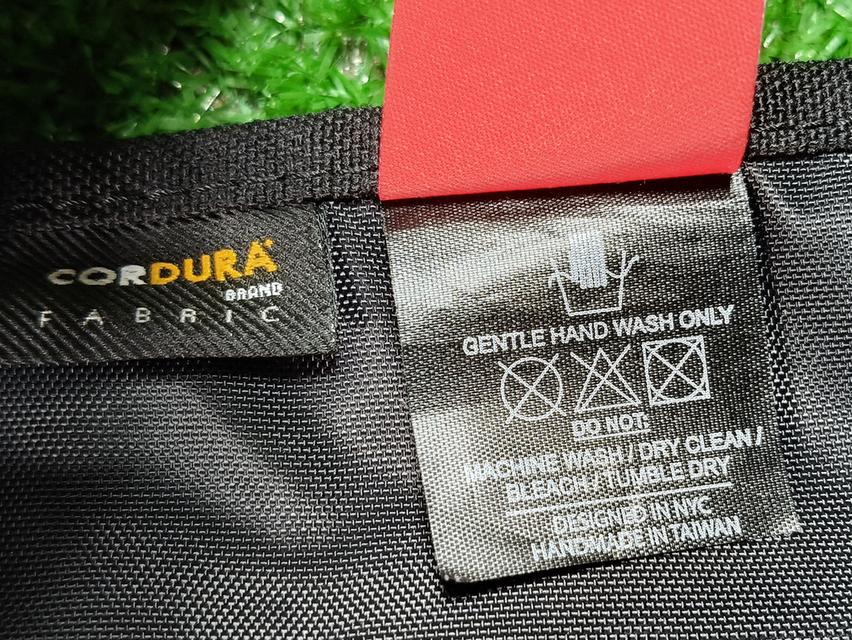 CORDURA
BRAND
FABRIC
GENTLE HAND WASH ONLY
DO NOT:
MACHINE WASH / DRY CLEAN /
BLEACH / TUMBLE DRY
DESIGNED IN NYC
HANDMADE IN TAIWAN